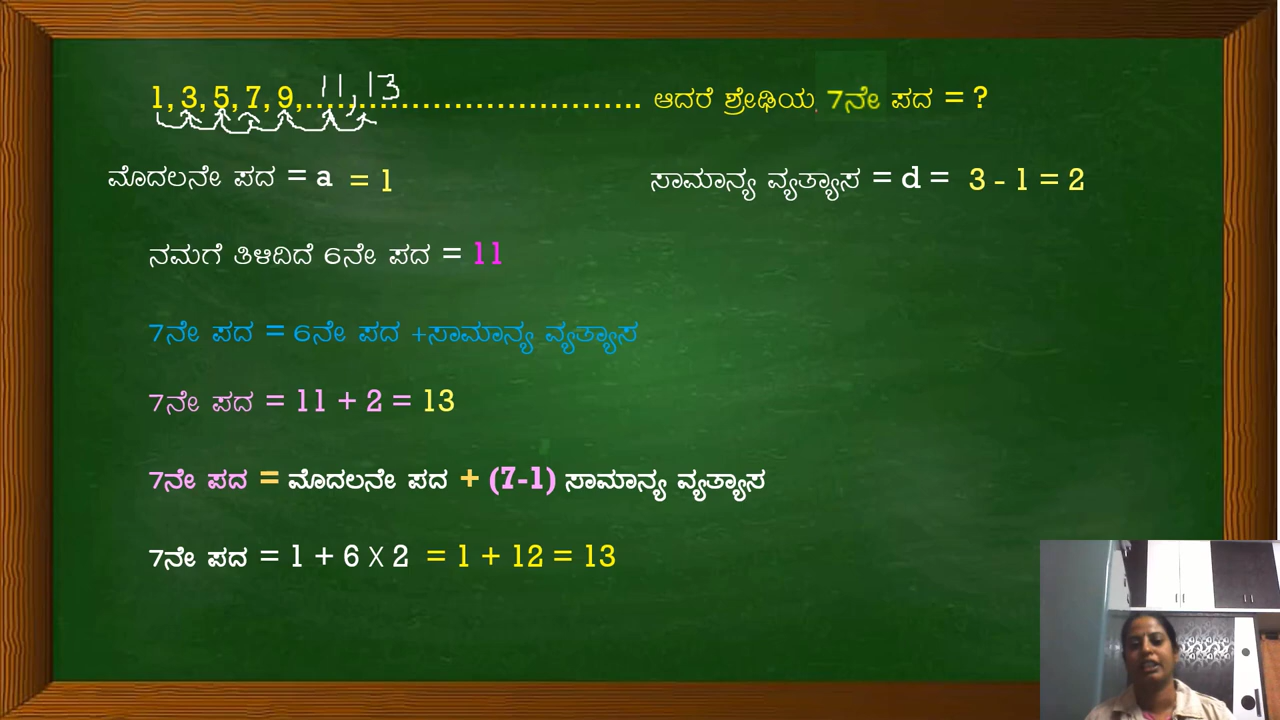 1, 3, 5, 7, 9,.................................. ಆದರೆ ಶ್ರೇಢಿಯ 7ನೇ ಪದ = ?
11, 13
ಮೊದಲನೇ ಪದ = a = 1 ಸಾಮಾನ್ಯ ವ್ಯತ್ಯಾಸ = d = 3 - 1 = 2
ನಮಗೆ ತಿಳಿದಿದೆ 6ನೇ ಪದ = 11
7ನೇ ಪದ = 6ನೇ ಪದ +ಸಾಮಾನ್ಯ ವ್ಯತ್ಯಾಸ
7ನೇ ಪದ = 11 + 2 = 13
7ನೇ ಪದ = ಮೊದಲನೇ ಪದ + (7-1) ಸಾಮಾನ್ಯ ವ್ಯತ್ಯಾಸ
7ನೇ ಪದ = 1 + 6 X 2 = 1 + 12 = 13